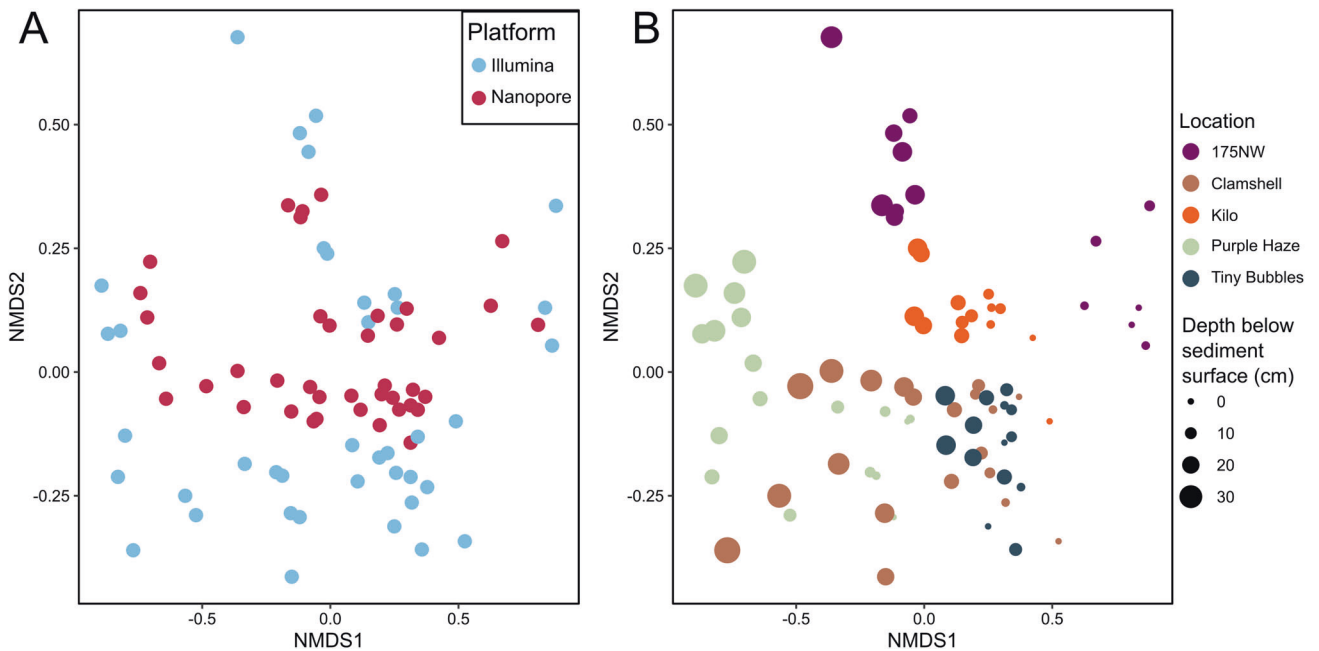 A
Platform
Illumina
Nanopore
0.50
0.25
0.00
-0.25
NMDS2
-0.5
0.0
0.5
NMDS1
B
0.50
0.25
0.00
-0.25
NMDS2
-0.5
0.0
0.5
NMDS1
Location
175NW
Clamshell
Kilo
Purple Haze
Tiny Bubbles
Depth below
sediment
surface (cm)
0
10
20
30